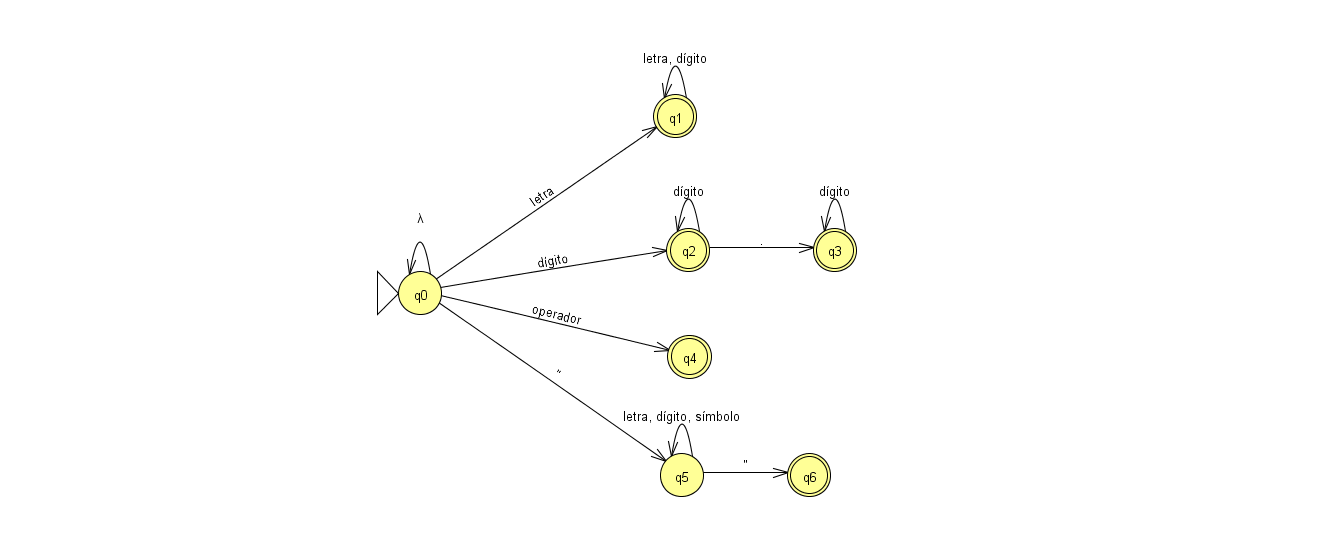 letra, dígito
q1
letra
dígito
dígito
λ
q2
.
q3
dígito
q0
operador
q4
"
letra, dígito, símbolo
q5
"
q6